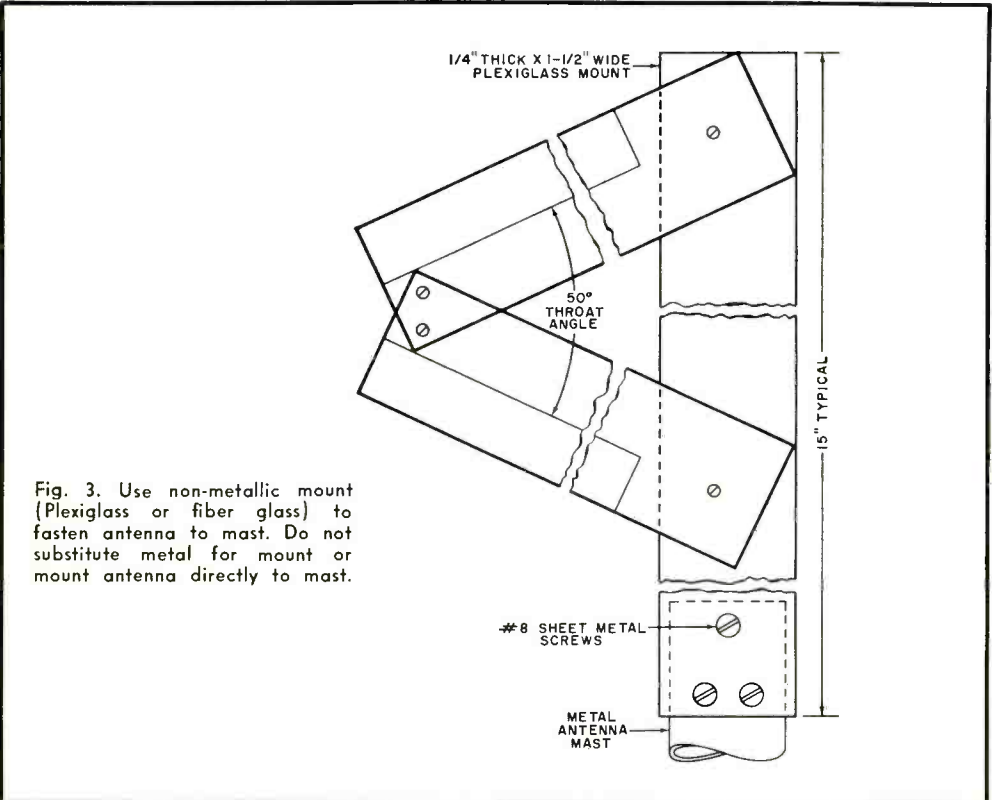 1/4" THICK X 1-1/2" WIDE
PLEXIGLASS MOUNT
50°
THROAT
ANGLE
15" TYPICAL
Fig. 3. Use non-metallic mount
(Plexiglass or fiber glass) to
fasten antenna to mast. Do not
substitute metal for mount or
mount antenna directly to mast.
#8 SHEET METAL
SCREWS
METAL
ANTENNA
MAST